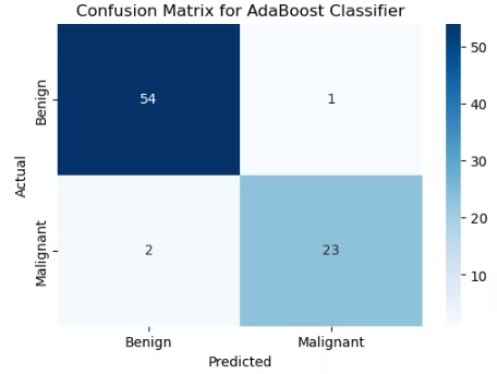 Confusion Matrix for AdaBoost Classifier
Actual
Benign
54
1
50
40
30
20
10
Malignant
2
23
Benign
Malignant
Predicted